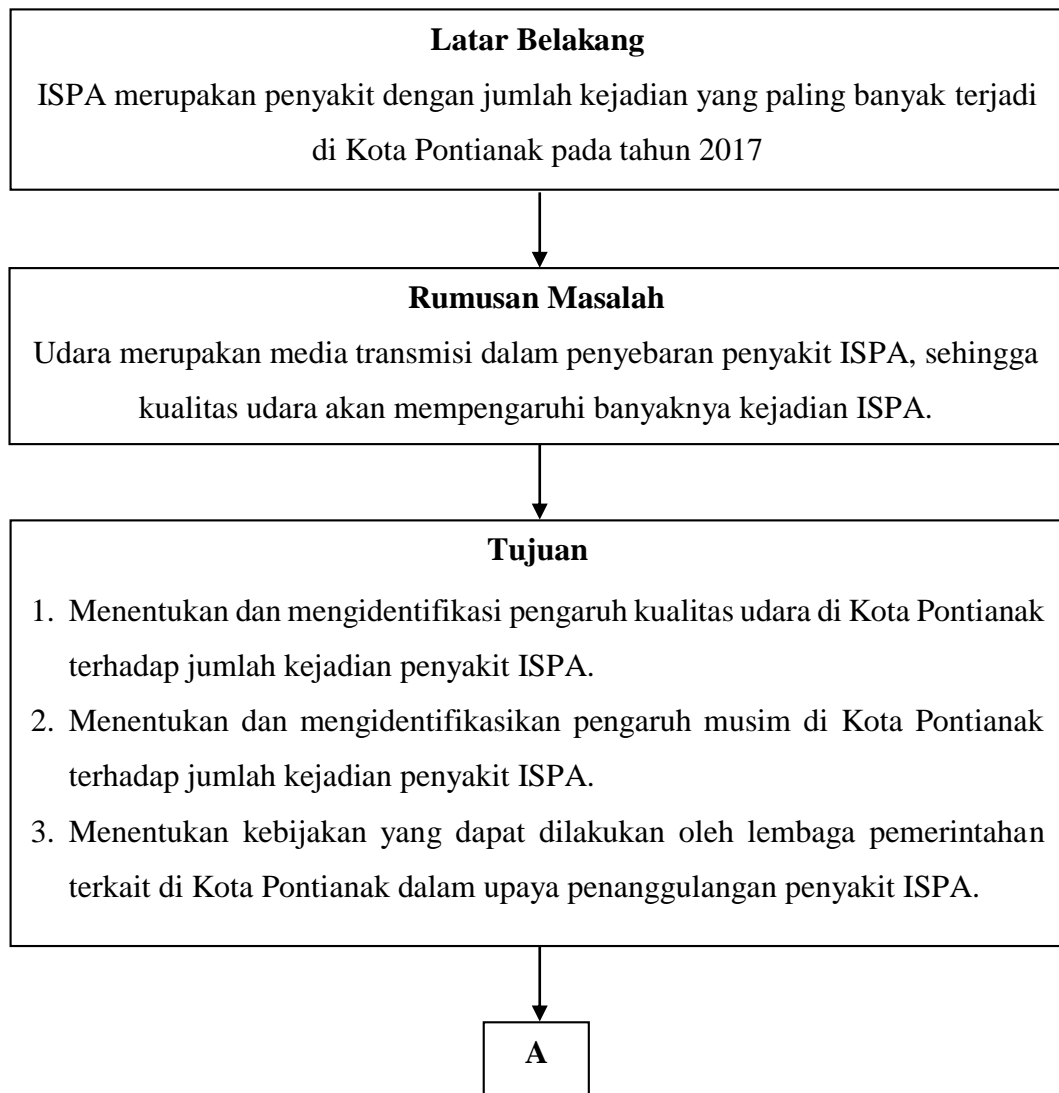 Latar Belakang
ISPA merupakan penyakit dengan jumlah kejadian yang paling banyak terjadi
di Kota Pontianak pada tahun 2017
Rumusan Masalah
Udara merupakan media transmisi dalam penyebaran penyakit ISPA, sehingga
kualitas udara akan mempengaruhi banyaknya kejadian ISPA.
Tujuan
1. Menentukan dan mengidentifikasi pengaruh kualitas udara di Kota Pontianak
terhadap jumlah kejadian penyakit ISPA.
2. Menentukan dan mengidentifikasikan pengaruh musim di Kota Pontianak
terhadap jumlah kejadian penyakit ISPA.
3. Menentukan kebijakan yang dapat dilakukan oleh lembaga pemerintahan
terkait di Kota Pontianak dalam upaya penanggulangan penyakit ISPA.
A